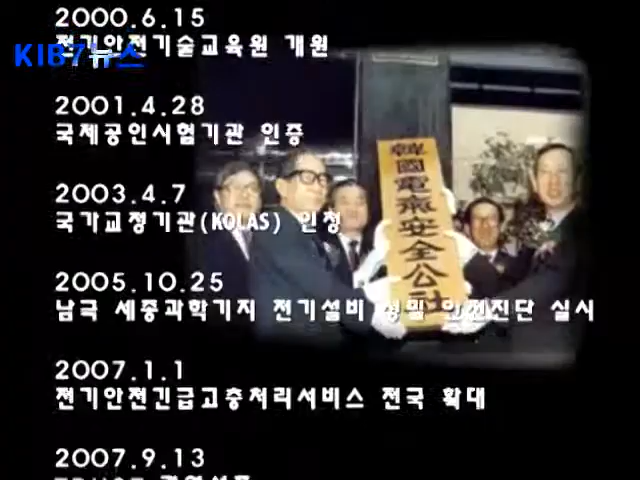 2000.6.15
전기안전기술교육원 개원
KIB7뉴스
2001.4.28
국제공인시험기관 인증
2003.4.7
국가교정기관(KOLAS) 인정
2005.10.25
남극 세종과학기지 전기설비 정밀 안전진단 실시
2007.1.1
전기안전긴급고충처리서비스 전국 확대
2007.9.13
韓國電氣安全公社